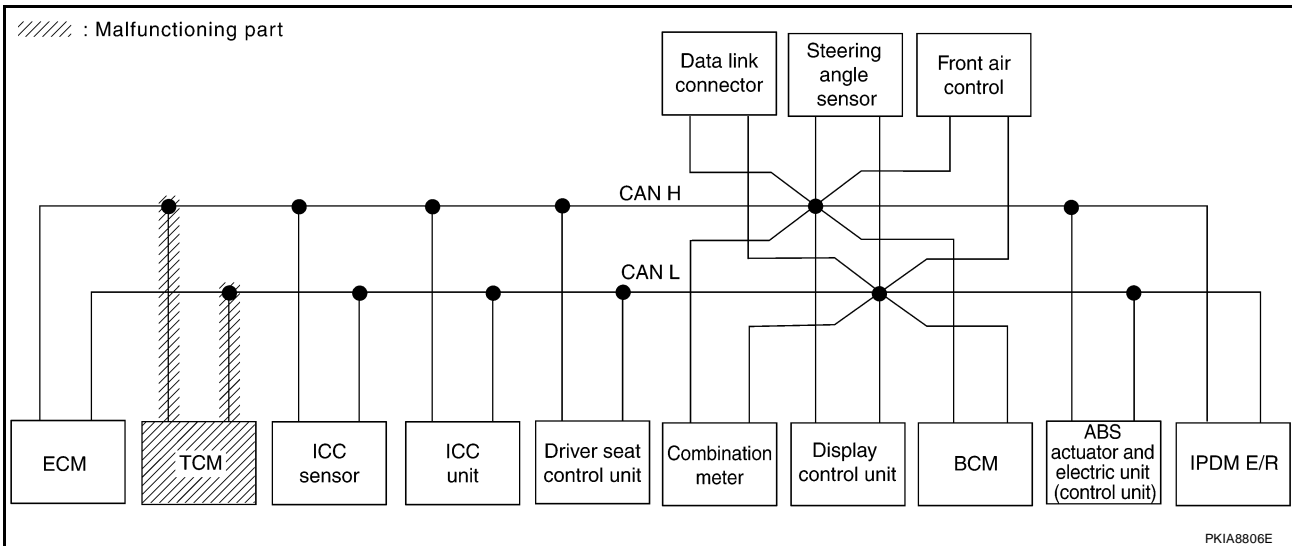 : Malfunctioning part
Data link
connector
Steering
angle
sensor
Front air
control
CAN H
CAN L
ECM
TCM
ICC
sensor
ICC
unit
Driver seat
control unit
Combination
meter
Display
control unit
BCM
ABS
actuator and
electric unit
(control unit)
IPDM E/R
PKIA8806E